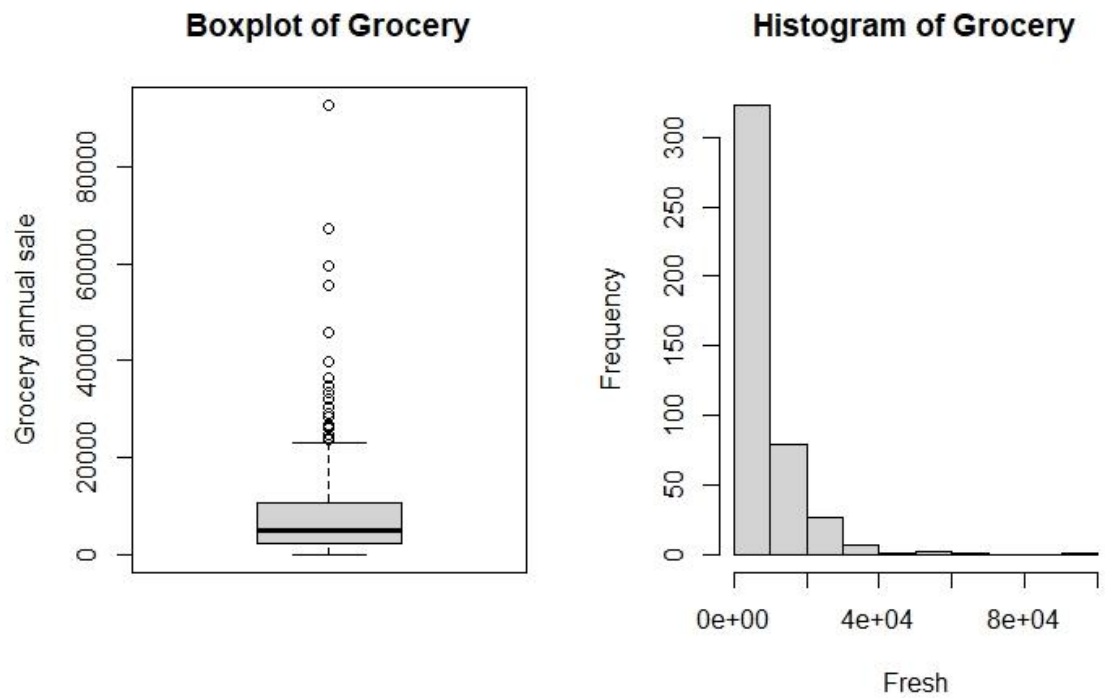 Boxplot of Grocery
Grocery annual sale
0
20000
40000
60000
80000
Histogram of Grocery
Frequency
0
50
100
150
200
250
300
0e+00
4e+04
8e+04
Fresh